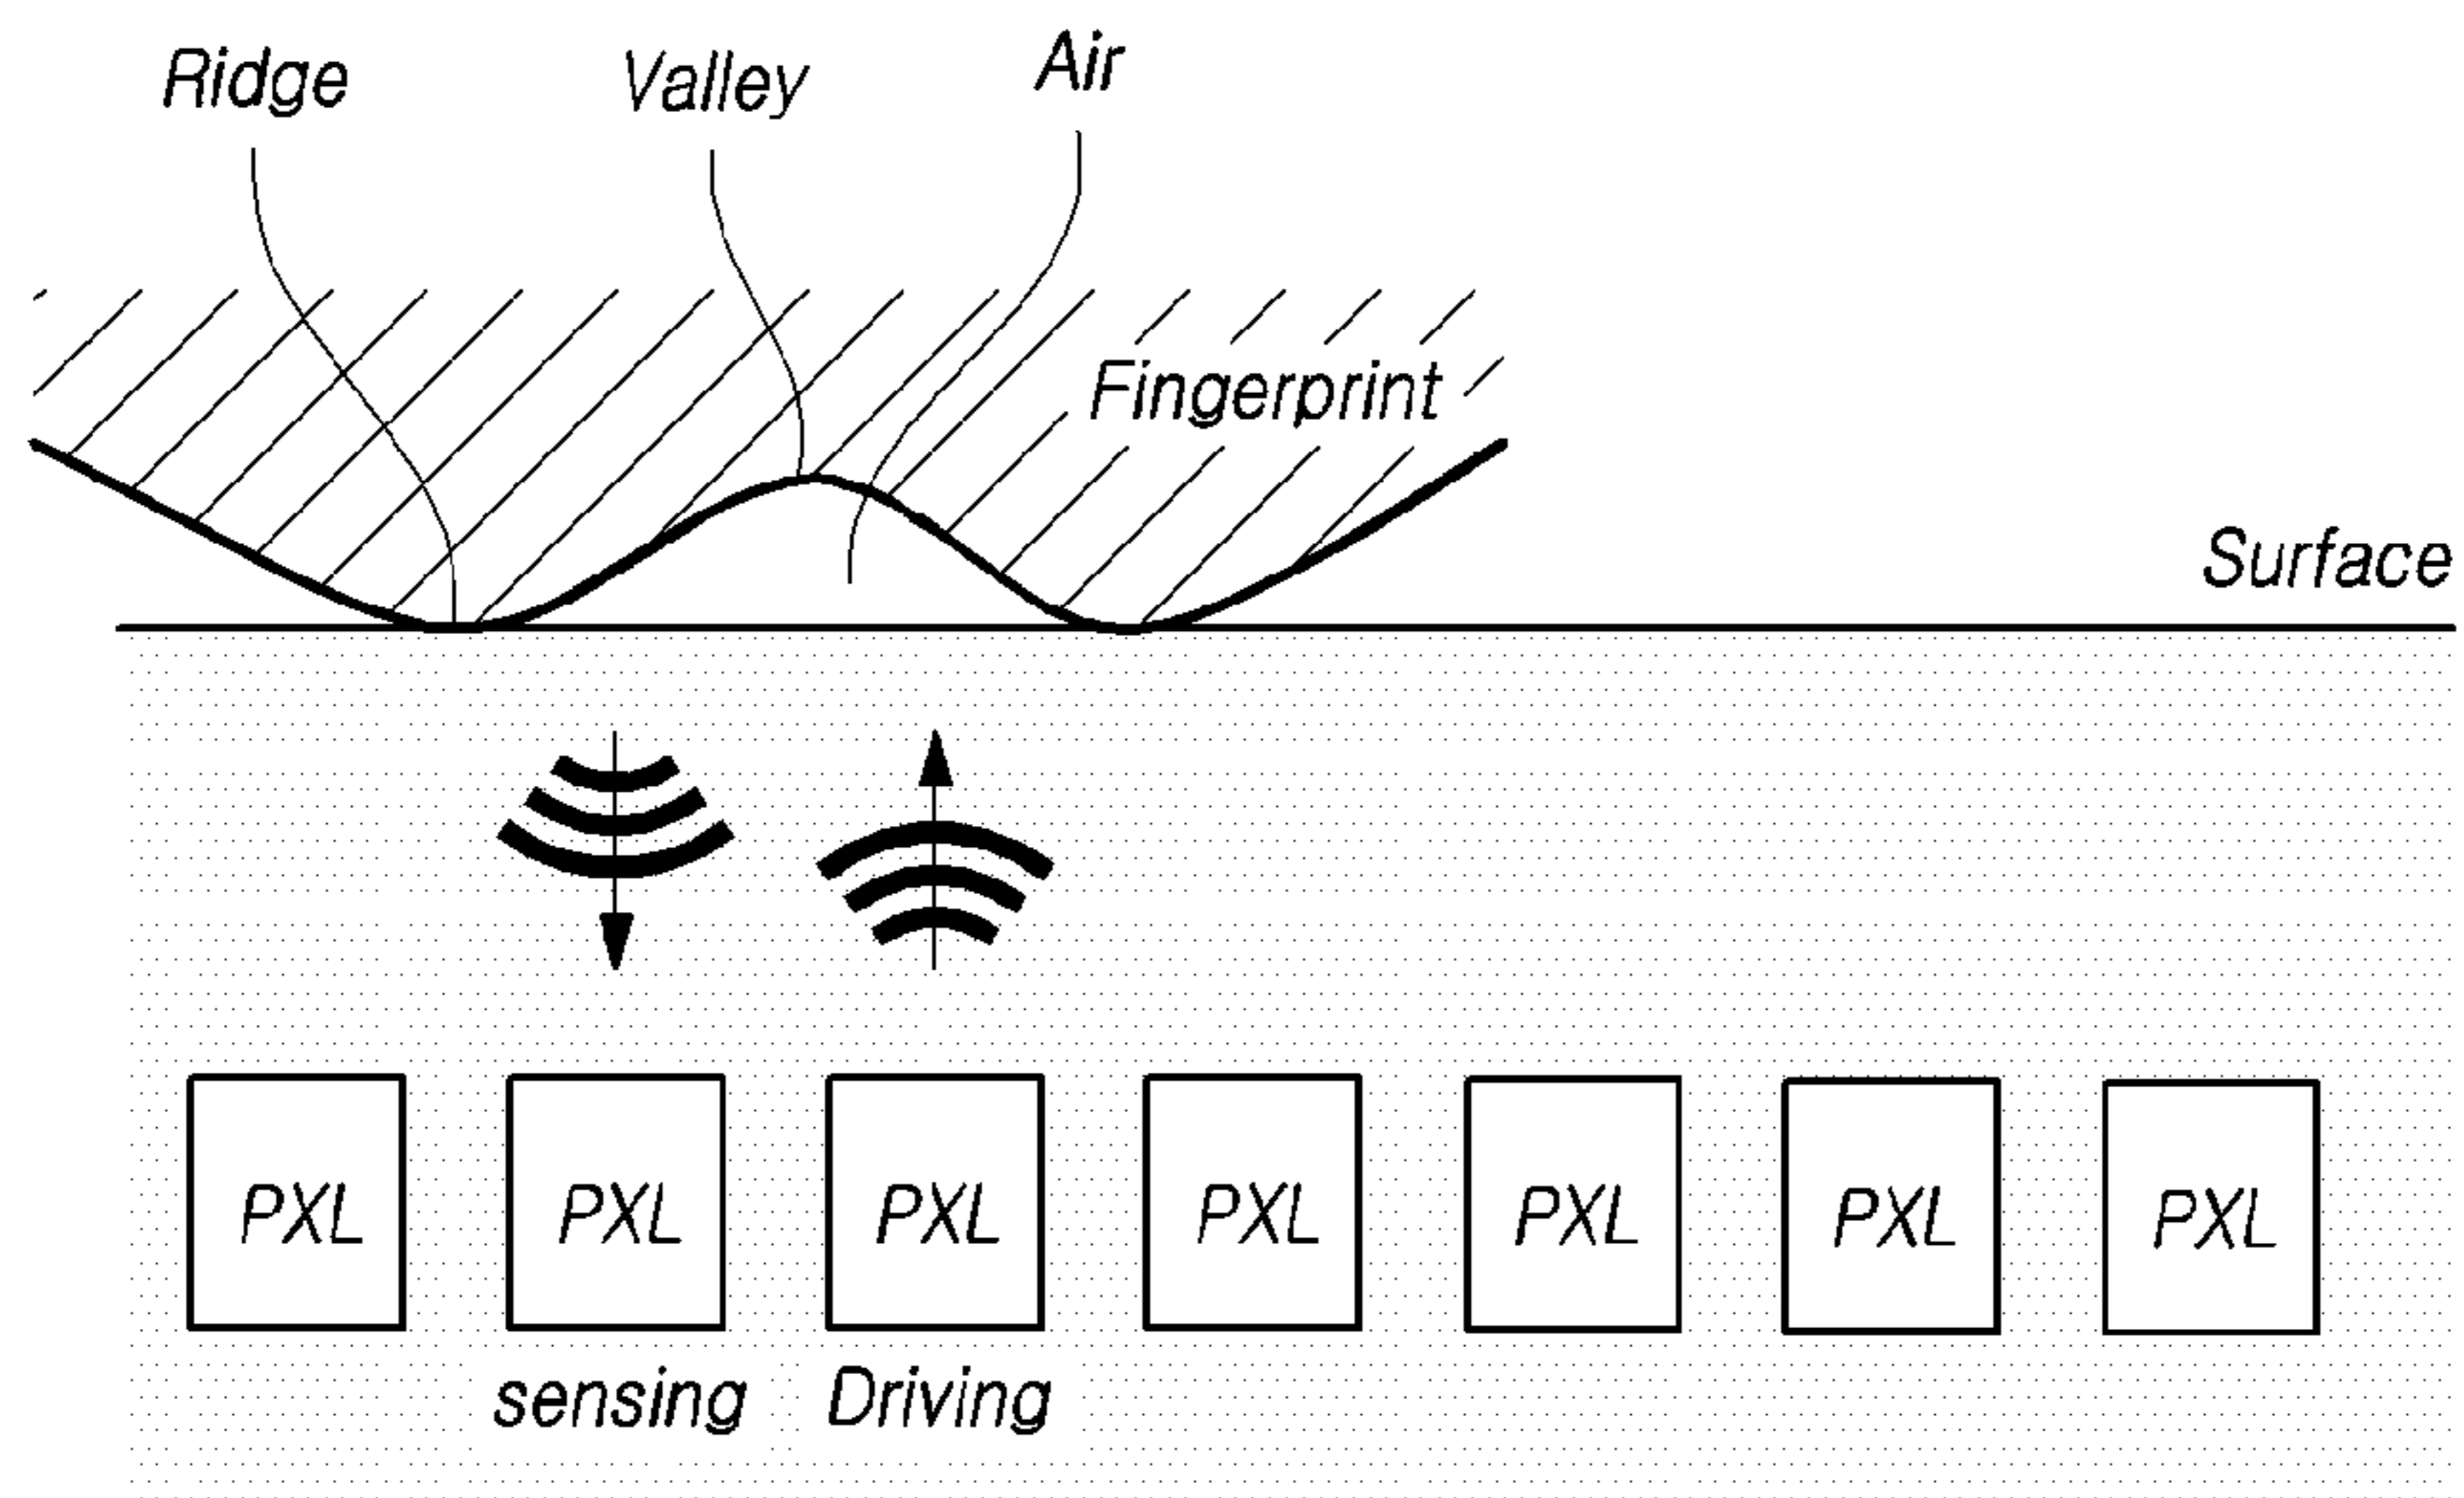 Ridge
Valley
Air
Fingerprint
Surface
PXL
PXL
PXL
PXL
PXL
PXL
PXL
sensing
Driving